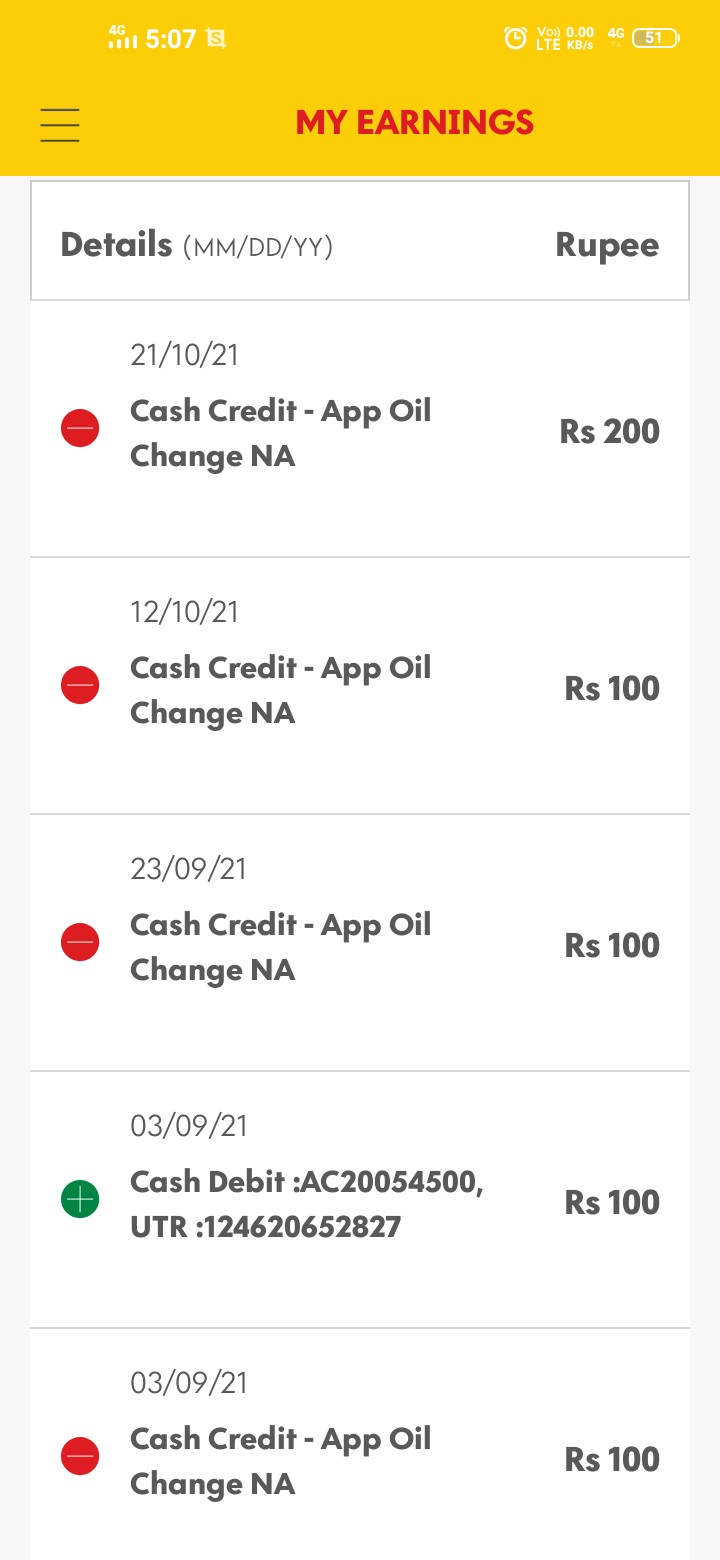 4G 5:07 S Vo)) LTE 0.00 KB/s 4G 51
MY EARNINGS
Details (MM/DD/YY) Rupee
21/10/21
Cash Credit - App Oil
Change NA
Rs 200
12/10/21
Cash Credit - App Oil
Change NA
Rs 100
23/09/21
Cash Credit - App Oil
Change NA
Rs 100
03/09/21
Cash Debit :AC20054500,
UTR :124620652827
Rs 100
03/09/21
Cash Credit - App Oil
Change NA
Rs 100